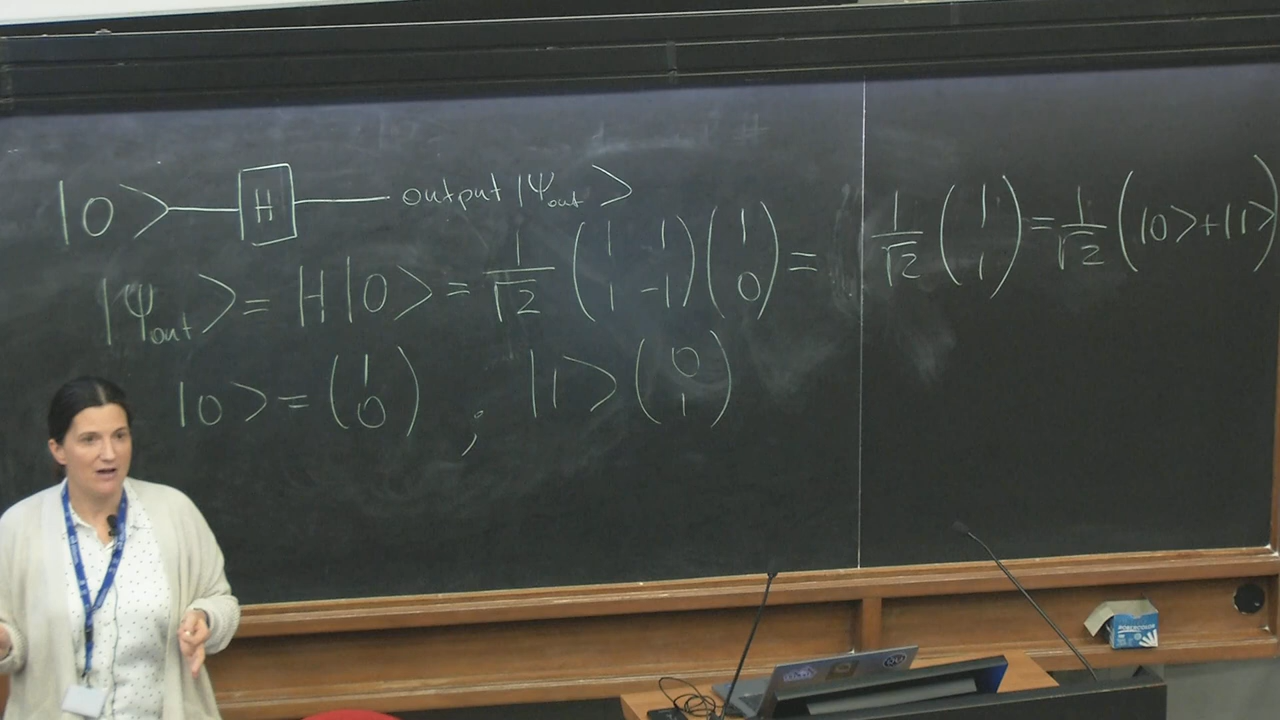 |0> H output |Ψout>
|Ψout> = H|0> = 1/√2 (1 1 1 -1) (1 0) = 1/√2 (1 1) = 1/√2 (|0>+|1>)
|0> = (1 0) ; |1> (0 1)